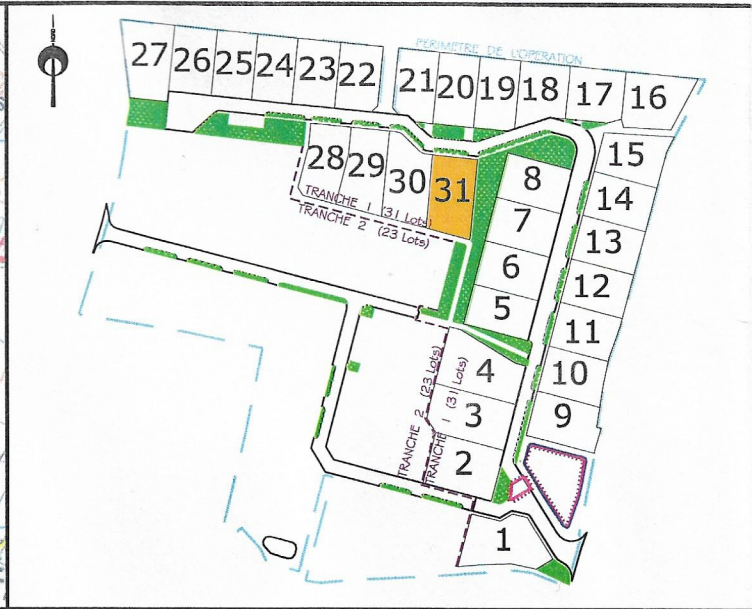 NORD
PERIMETRE DE L'OPERATION
27 26 25 24 23 22 21 20 19 18 17 16
15
28 29 30 31 8
14
TRANCHE 1 (31 Lots)
TRANCHE 2 (23 Lots)
7
13
6
12
5
11
4
10
3
9
2
TRANCHE 2 (23 Lots)
TRANCHE 1 (31 Lots)
1